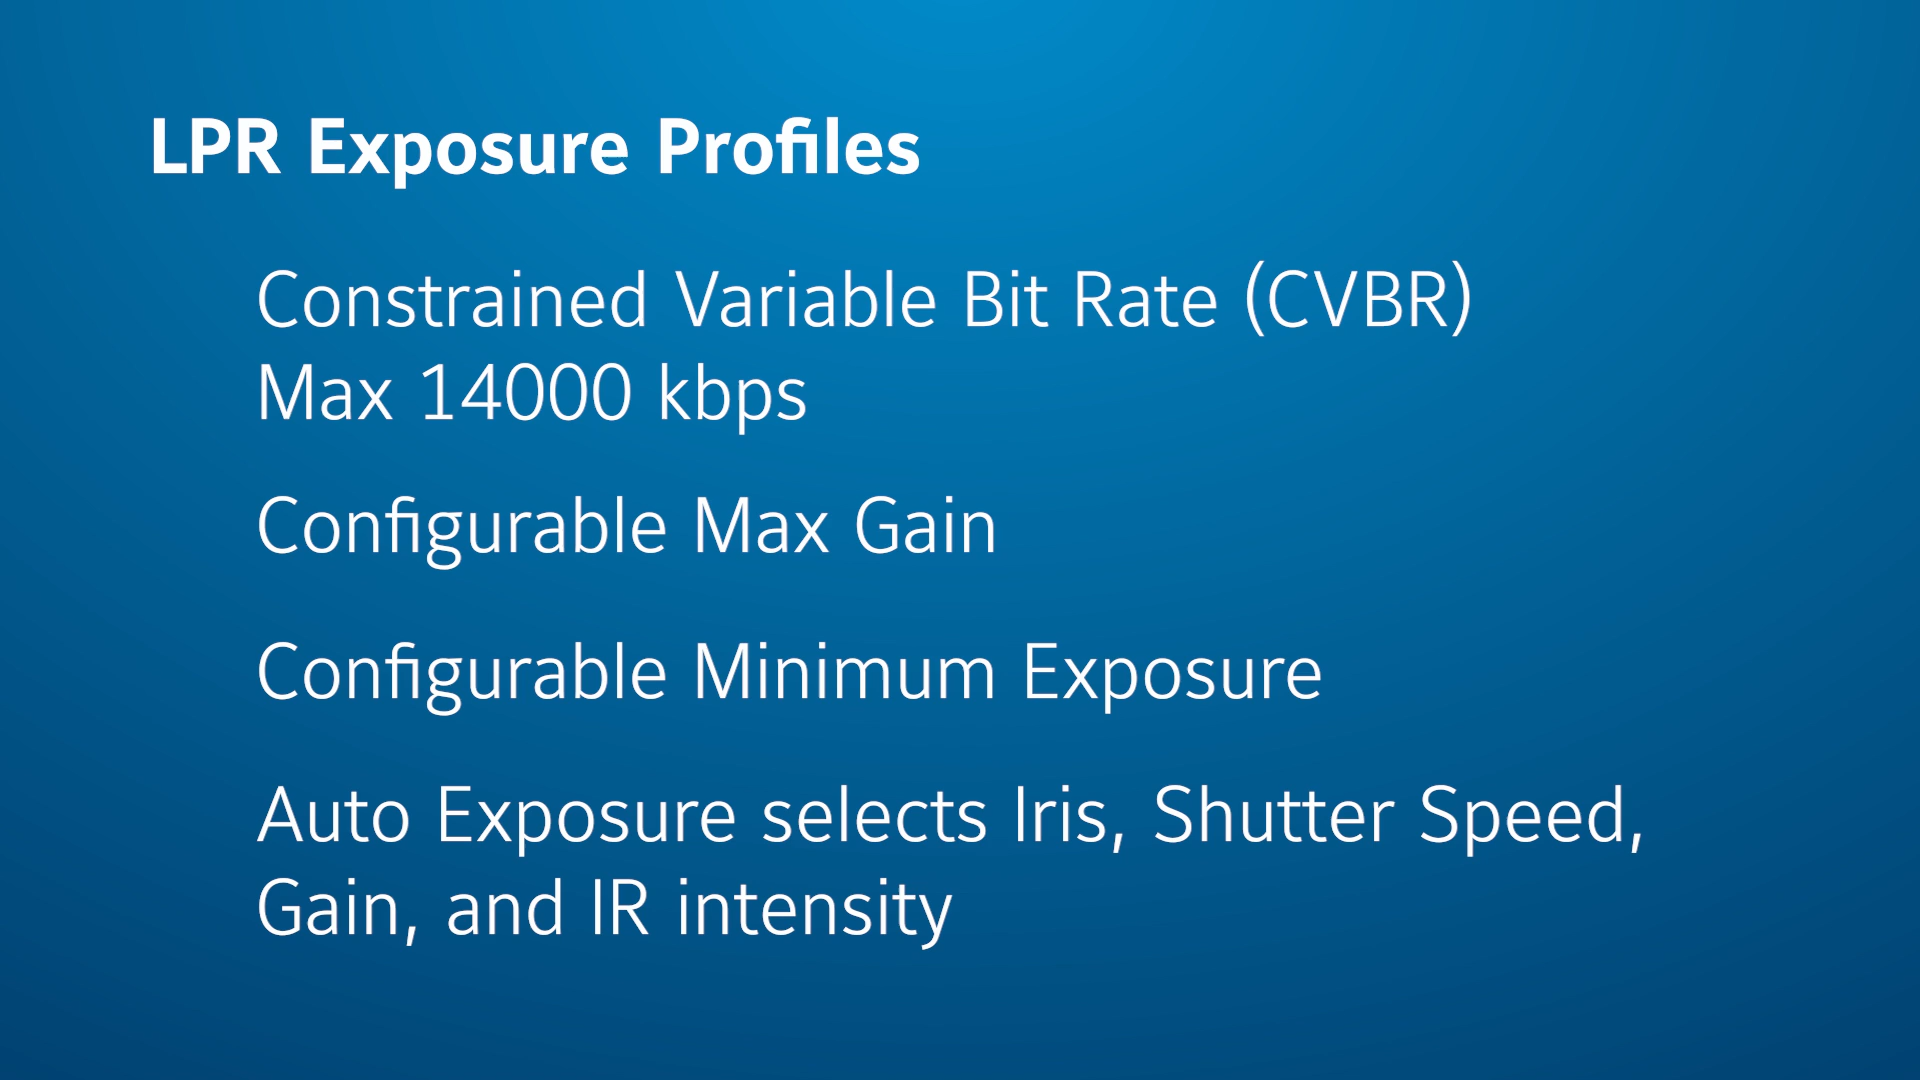 LPR Exposure Profiles
Constrained Variable Bit Rate (CVBR)
Max 14000 kbps
Configurable Max Gain
Configurable Minimum Exposure
Auto Exposure selects Iris, Shutter Speed,
Gain, and IR intensity